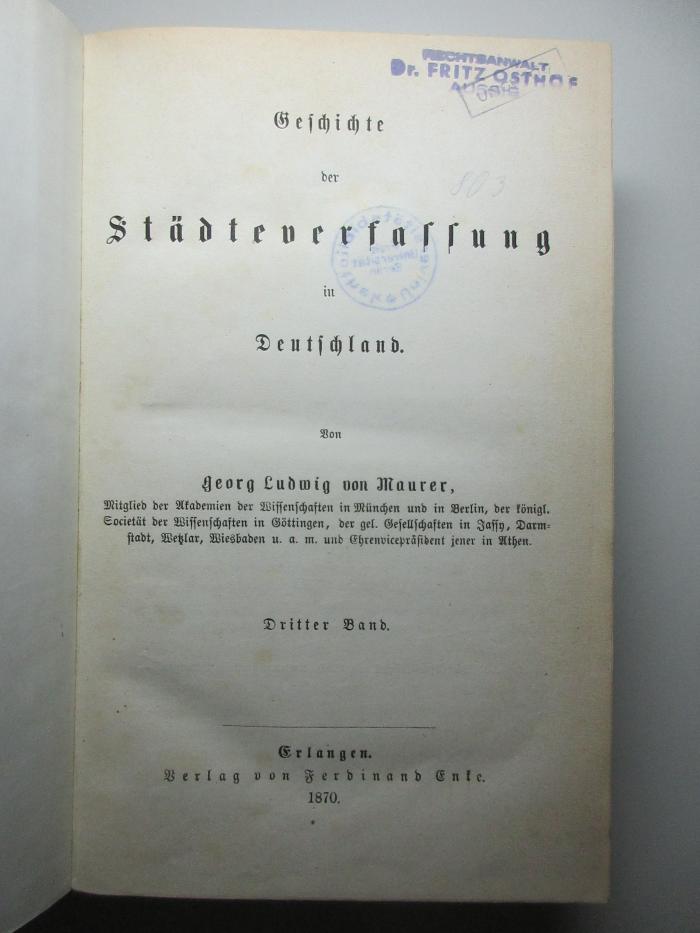 RECHTSANWALT
Dr. FRITZ OSTHOF
AUSSIG
Geschichte
der
803
Städteverfassung
in
Deutschland.
Von
Georg Ludwig von Maurer,
Mitglied der Akademien der Wissenschaften in München und in Berlin, der königl.
Societät der Wissenschaften in Göttingen, der gel. Gesellschaften in Jassy, Darm-
stadt, Wetzlar, Wiesbaden u. a. m. und Ehrenvicepräsident jener in Athen.
Dritter Band.
Erlangen.
Verlag von Ferdinand Enke.
1870.